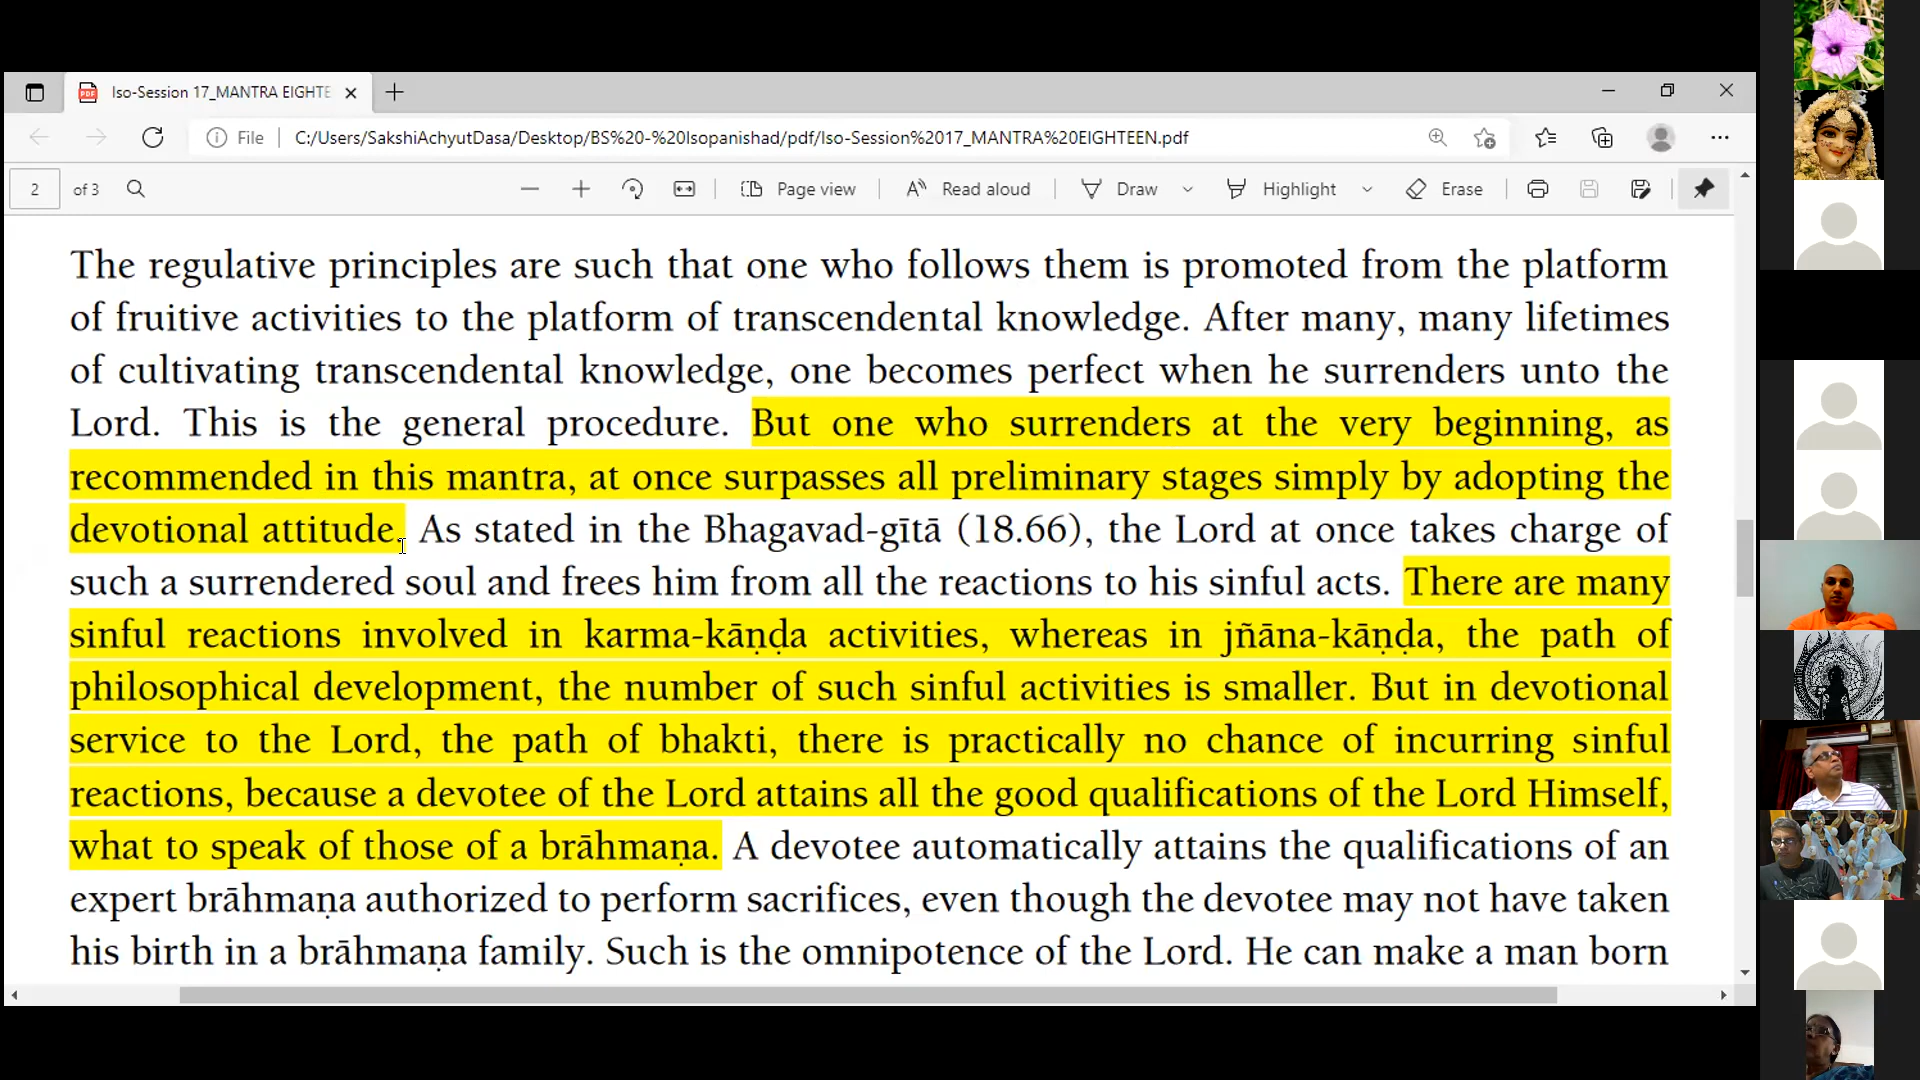 Iso-Session 17_MANTRA EIGHTE
File C:/Users/SakshiAchyutDasa/Desktop/BS%20-%20Isopanishad/pdf/Iso-Session%2017_MANTRA%20EIGHTEEN.pdf
2 of 3 Page view Read aloud Draw Highlight Erase
The regulative principles are such that one who follows them is promoted from the platform
of fruitive activities to the platform of transcendental knowledge. After many, many lifetimes
of cultivating transcendental knowledge, one becomes perfect when he surrenders unto the
Lord. This is the general procedure. But one who surrenders at the very beginning, as
recommended in this mantra, at once surpasses all preliminary stages simply by adopting the
devotional attitude. As stated in the Bhagavad-gītā (18.66), the Lord at once takes charge of
such a surrendered soul and frees him from all the reactions to his sinful acts. There are many
sinful reactions involved in karma-kāṇḍa activities, whereas in jñāna-kāṇḍa, the path of
philosophical development, the number of such sinful activities is smaller. But in devotional
service to the Lord, the path of bhakti, there is practically no chance of incurring sinful
reactions, because a devotee of the Lord attains all the good qualifications of the Lord Himself,
what to speak of those of a brāhmaṇa. A devotee automatically attains the qualifications of an
expert brāhmaṇa authorized to perform sacrifices, even though the devotee may not have taken
his birth in a brāhmaṇa family. Such is the omnipotence of the Lord. He can make a man born